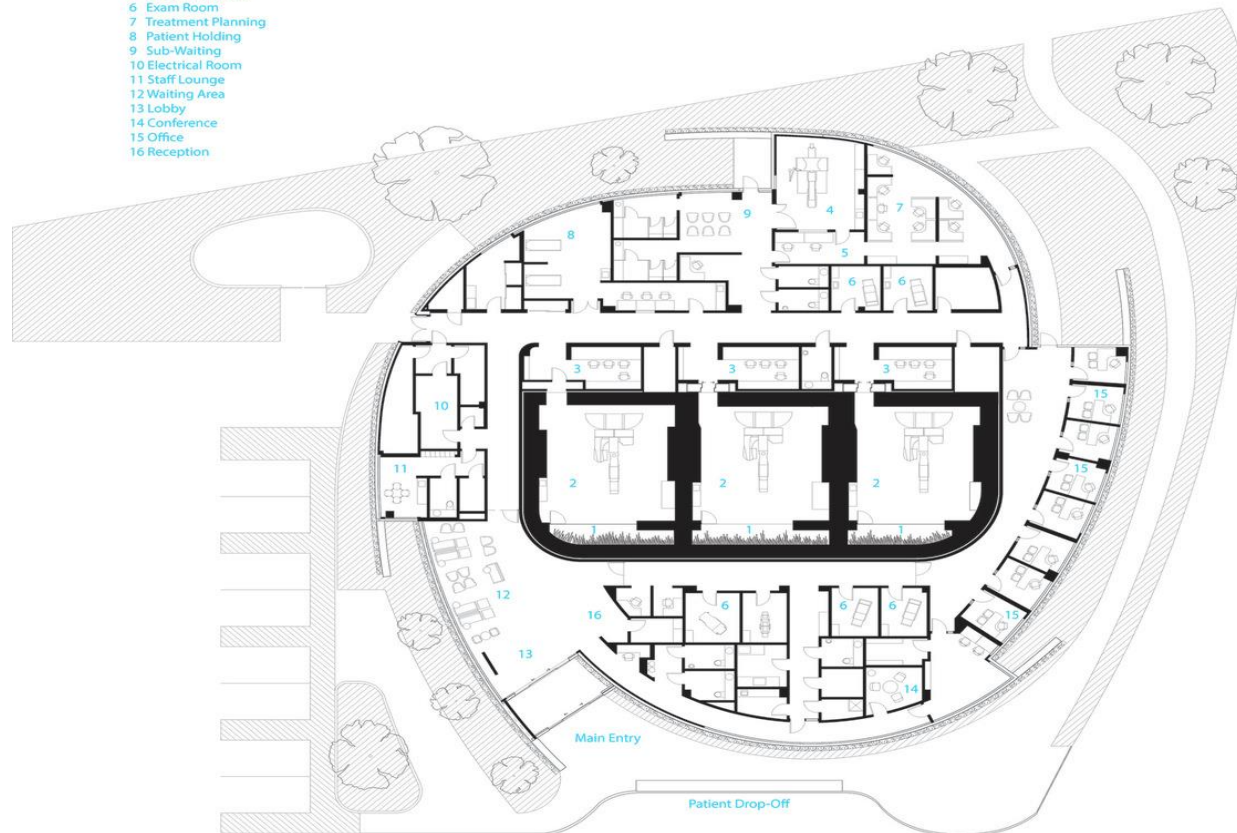 6 Exam Room
7 Treatment Planning
8 Patient Holding
9 Sub-Waiting
10 Electrical Room
11 Staff Lounge
12 Waiting Area
13 Lobby
14 Conference
15 Office
16 Reception
4
9
7
8
5
6 6
3 3 3
15
10
11
15
2 2 2
1 1 1
12
16
6
6 6
15
13
14
Main Entry
Patient Drop-Off